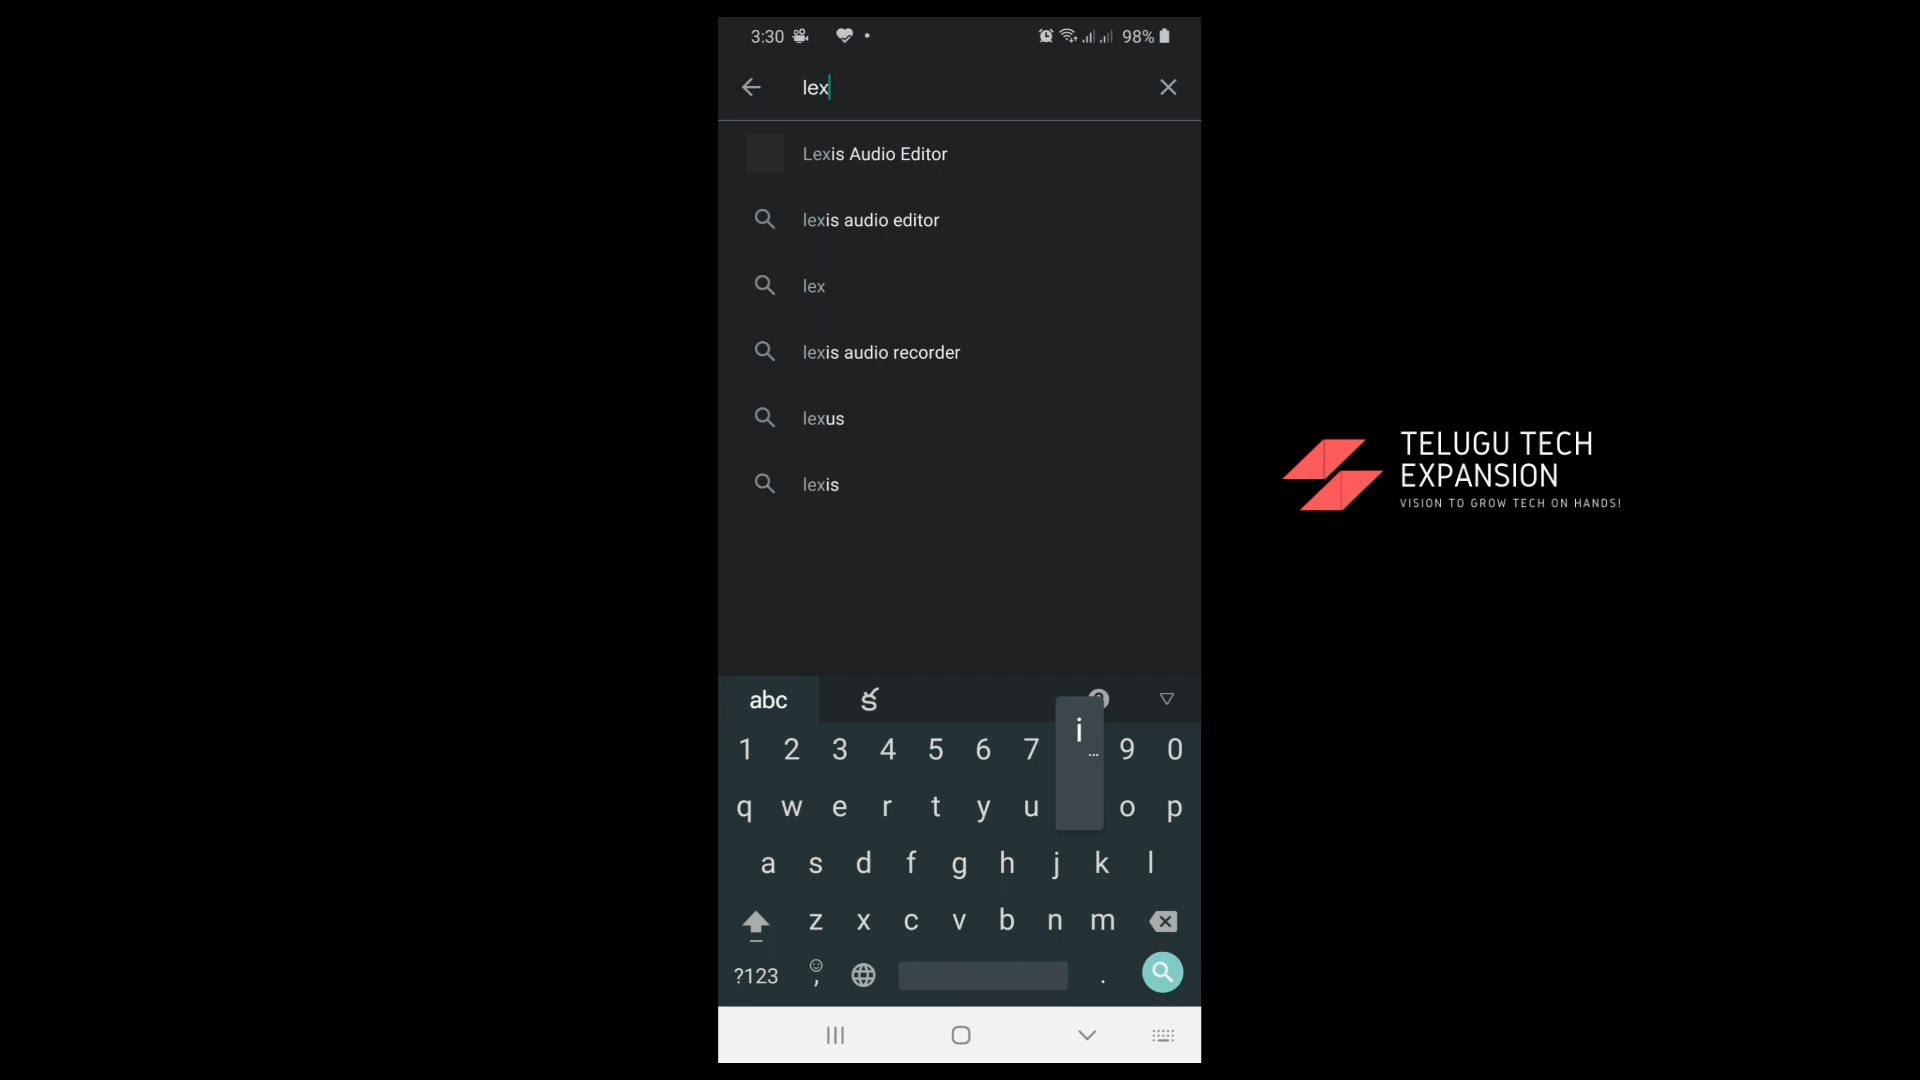 3:30
98%
lex
Lexis Audio Editor
lexis audio editor
lex
lexis audio recorder
lexus
lexis
TELUGU TECH
EXPANSION
VISION TO GROW TECH ON HANDS!
abc
i
...
1 2 3 4 5 6 7 9 0
q w e r t y u o p
a s d f g h j k l
z x c v b n m
?123 , .